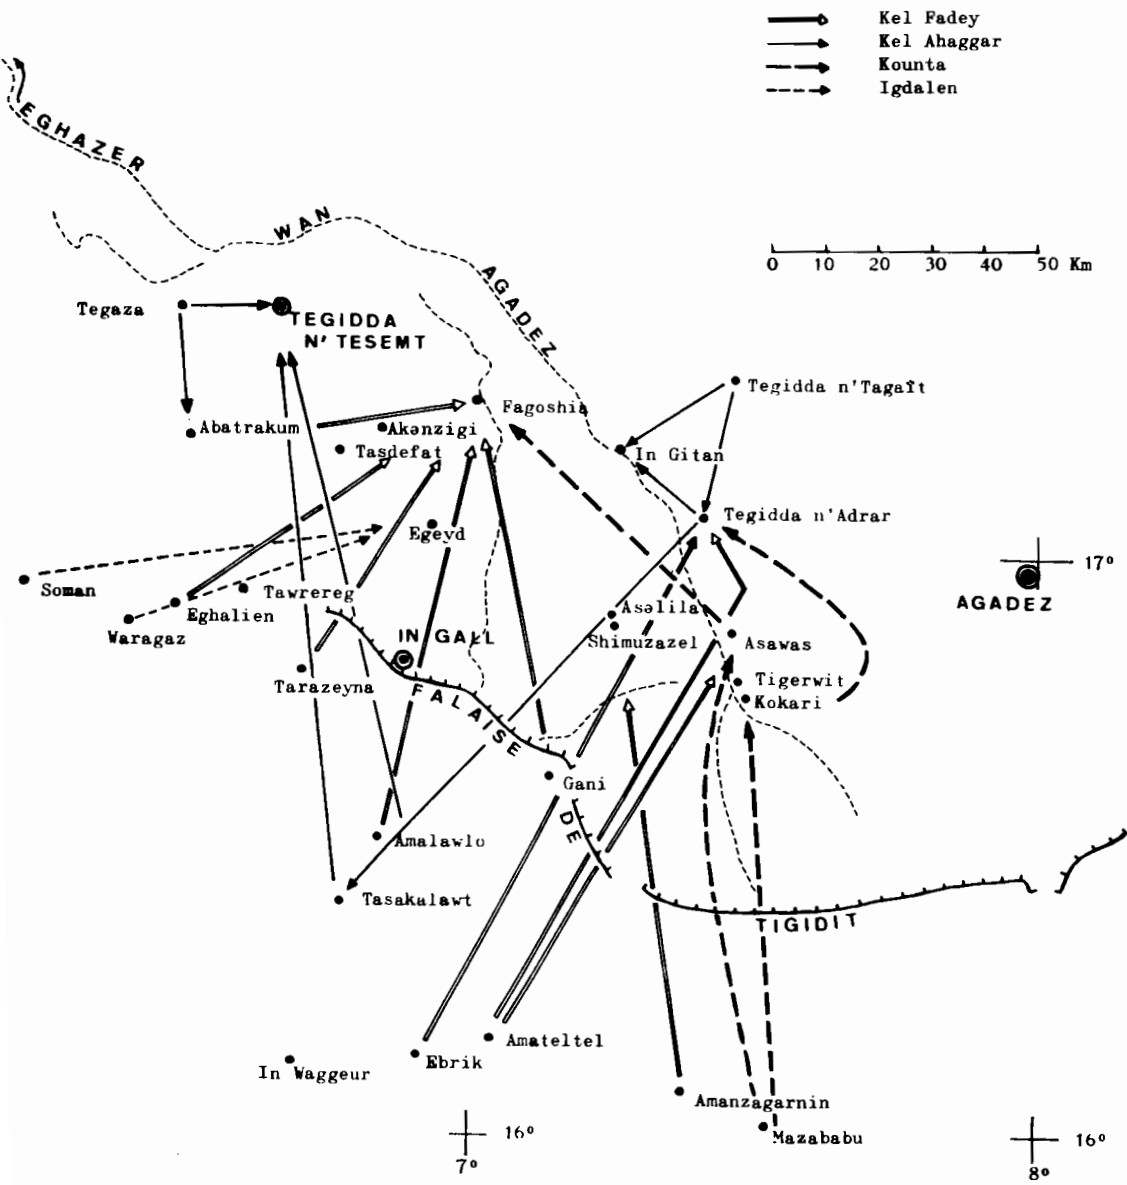 Kel Fadey
Kel Ahaggar
Kounta
Igdalen
EGHAZER
WAN
AGADEZ
0 10 20 30 40 50 Km
Tegaza
TEGIDDA
N' TESEMT
Tegidda n'Tagaït
Fagoshia
Abatrakum
Akənzigi
Tasdefat
In Gitan
Tegidda n'Adrar
Egeyd
17°
Soman
Tawrereg
Eghalien
Waragaz
AGADEZ
Asəlila
Shimuzazel
Asawas
IN GALL
Tarazeyna
Tigerwit
Kokari
FALAISE
Gani
DE
Amalawlo
Tasakalawt
TIGIDIT
Amateltel
Ebrik
In Waggeur
Amanzagarnin
Mazababu
16°
16°
7°
8°